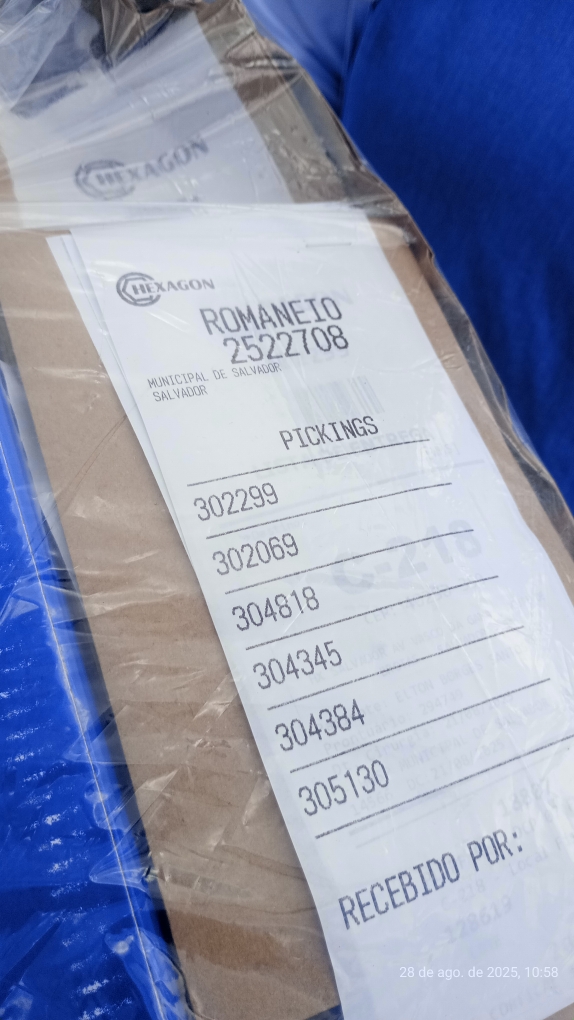 HEXAGON
HEXAGON
ROMANEIO
2522708
MUNICIPAL DE SALVADOR
SALVADOR
PICKINGS
302299
302069
304818
304345
304384
305130
RECEBIDO POR:
C-218
28 de ago. de 2025, 10:58